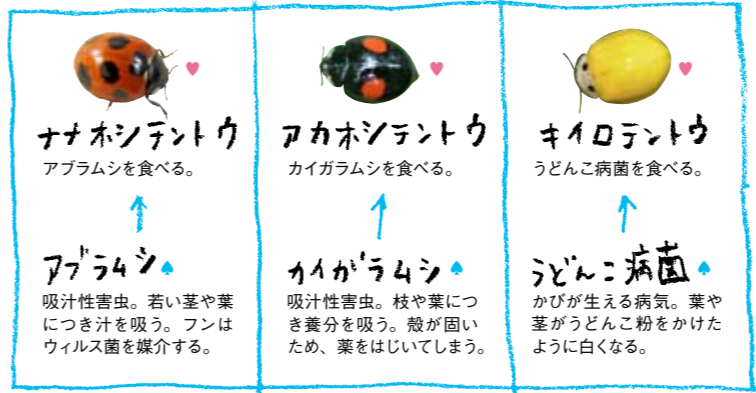 ナナホシテントウ
アブラムシを食べる。
アブラムシ
吸汁性害虫。若い茎や葉
につき汁を吸う。フンは
ウィルス菌を媒介する。
アカホシテントウ
カイガラムシを食べる。
カイガラムシ
吸汁性害虫。枝や葉につ
き養分を吸う。殻が固い
ため、薬をはじいてしまう。
キイロテントウ
うどんこ病菌を食べる。
うどんこ病菌
かびが生える病気。葉や
茎がうどんこ粉をかけた
ように白くなる。